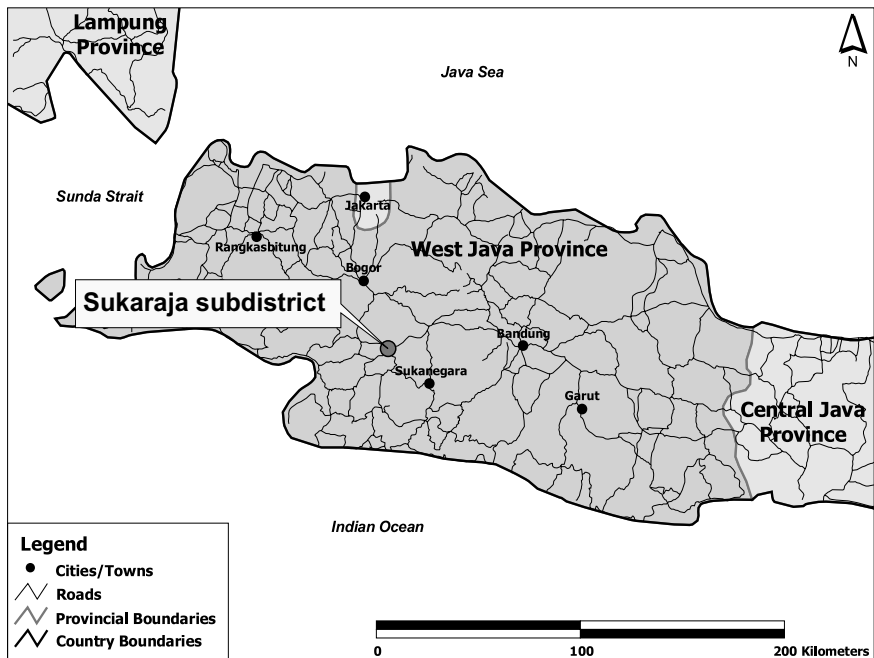 Lampung
Province
Java Sea
N
Sunda Strait
Jakarta
Rangkasbitung
West Java Province
Bogor
Sukaraja subdistrict
Bandung
Sukanegara
Garut
Central Java
Province
Indian Ocean
Legend
Cities/Towns
Roads
Provincial Boundaries
Country Boundaries
0 100 200 Kilometers